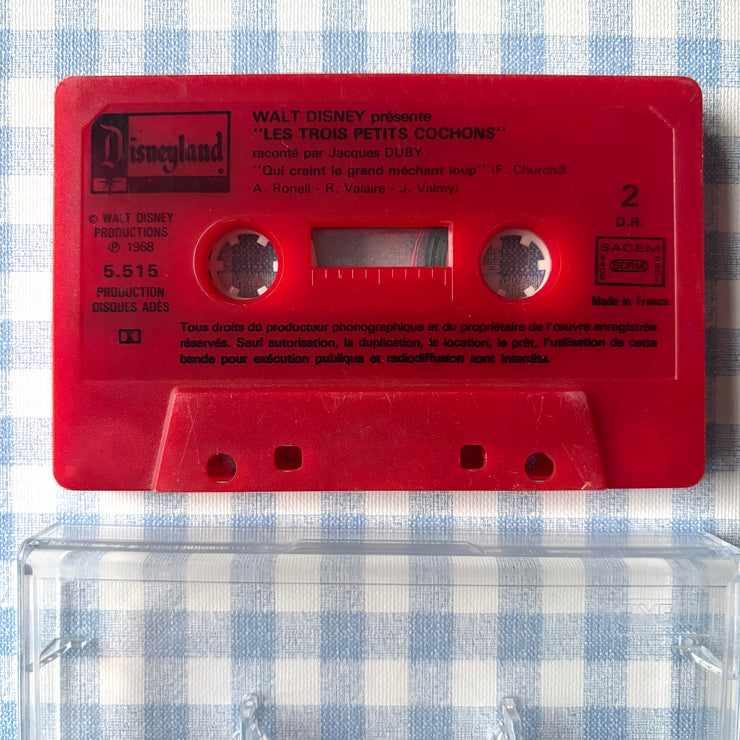 Disneyland
WALT DISNEY présente
"LES TROIS PETITS COCHONS"
raconté par Jacques DUBY
"Qui craint le grand méchant loup" (F. Churchill -
A. Ronell - R. Valaire - J. Valmy)
© WALT DISNEY
PRODUCTIONS
℗ 1968
5.515
PRODUCTION
DISQUES ADÈS
2
D.R.
SACEM
SACD
SDRM
SGDL
Made in France
Tous droits du producteur phonographique et du propriétaire de l'œuvre enregistrée
réservés. Sauf autorisation, la duplication, la location, le prêt, l'utilisation de cette
bande pour exécution publique et radiodiffusion sont interdits.